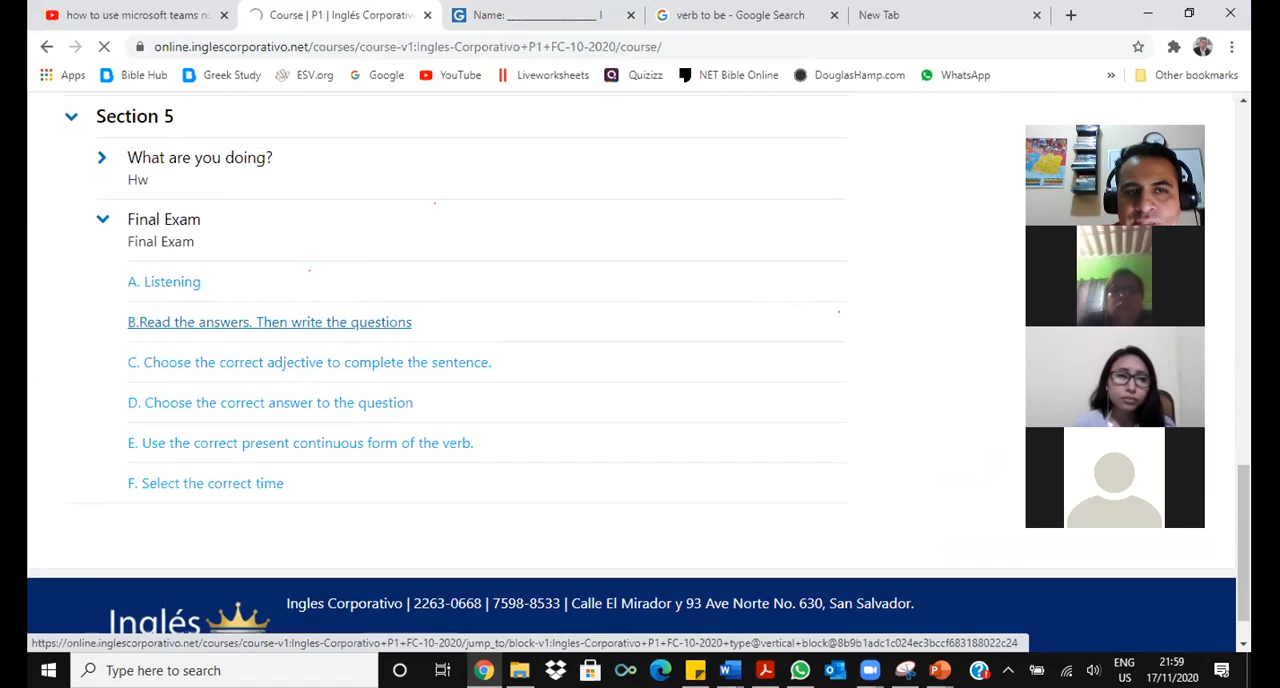 how to use microsoft teams n
Course | P1 | Inglés Corporativo
Name: ____________________ I
verb to be - Google Search
New Tab
online.inglescorporativo.net/courses/course-v1:Ingles-Corporativo+P1+FC-10-2020/course/
Apps
Bible Hub
Greek Study
ESV.org
Google
YouTube
Liveworksheets
Quizizz
NET Bible Online
DouglasHamp.com
WhatsApp
»
Other bookmarks
Section 5
What are you doing?
Hw
Final Exam
Final Exam
A. Listening
B.Read the answers. Then write the questions
C. Choose the correct adjective to complete the sentence.
D. Choose the correct answer to the question
E. Use the correct present continuous form of the verb.
F. Select the correct time
Inglés
Ingles Corporativo | 2263-0668 | 7598-8533 | Calle El Mirador y 93 Ave Norte No. 630, San Salvador.
https://online.inglescorporativo.net/courses/course-v1:Ingles-Corporativo+P1+FC-10-2020/jump_to/block-v1:Ingles-Corporativo+P1+FC-10-2020+type@vertical+block@8b9b1adc1c024ec3bccf683188022c24
Type here to search
ENG
US
21:59
17/11/2020